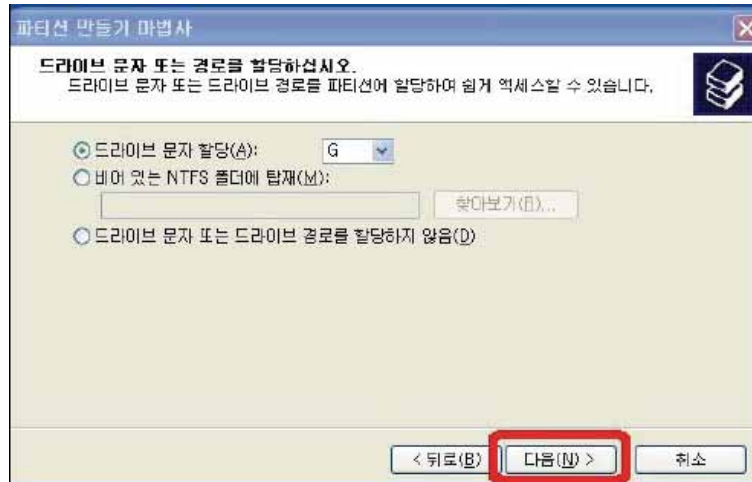 파티션 만들기 마법사
드라이브 문자 또는 경로를 할당하십시오.
드라이브 문자 또는 드라이브 경로를 파티션에 할당하여 쉽게 액세스할 수 있습니다.
드라이브 문자 할당(A): G
비어 있는 NTFS 폴더에 탑재(M):
찾아보기(R)...
드라이브 문자 또는 드라이브 경로를 할당하지 않음(D)
< 뒤로(B) 다음(N) > 취소